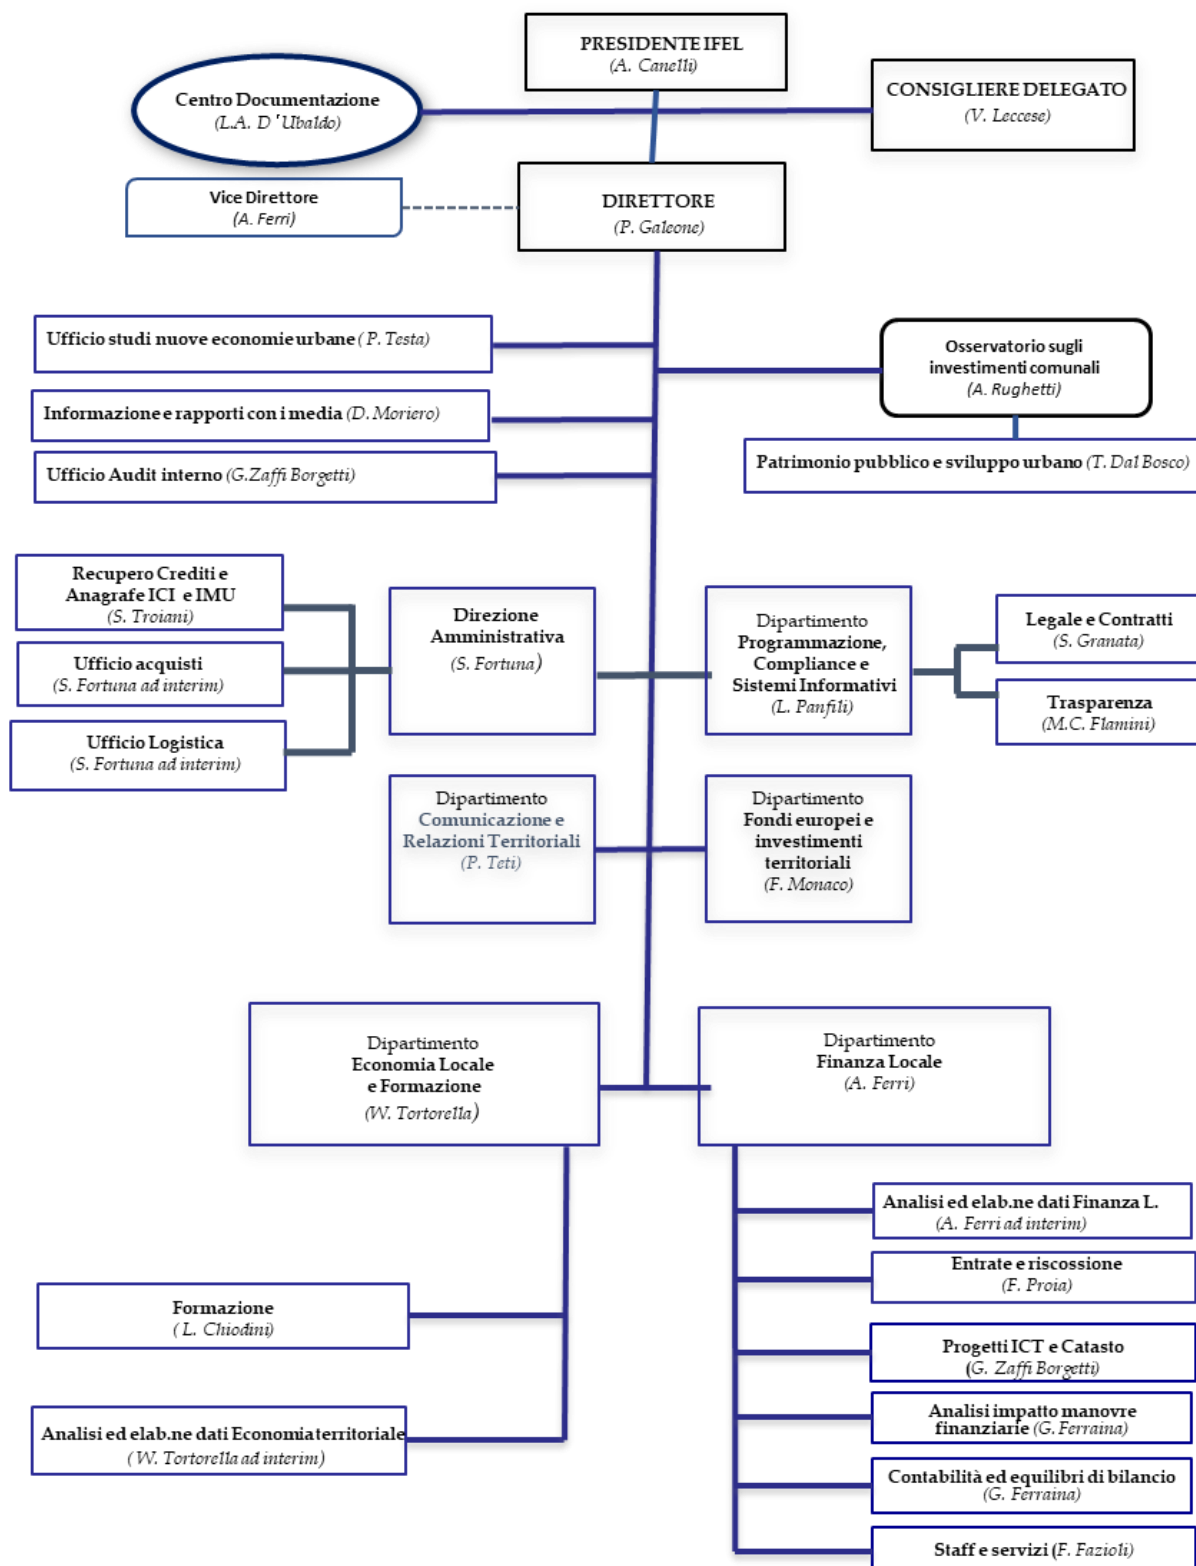 PRESIDENTE IFEL
(A. Canelli)
Centro Documentazione
(L.A. D 'Ubaldo)
CONSIGLIERE DELEGATO
(V. Leccese)
Vice Direttore
(A. Ferri)
DIRETTORE
(P. Galeone)
Ufficio studi nuove economie urbane ( P. Testa)
Osservatorio sugli
investimenti comunali
(A. Rughetti)
Informazione e rapporti con i media (D. Moriero)
Ufficio Audit interno (G.Zaffi Borgetti)
Patrimonio pubblico e sviluppo urbano (T. Dal Bosco)
Recupero Crediti e
Anagrafe ICI e IMU
(S. Troiani)
Ufficio acquisti
(S. Fortuna ad interim)
Ufficio Logistica
(S. Fortuna ad interim)
Direzione
Amministrativa
(S. Fortuna)
Dipartimento
Programmazione,
Compliance e
Sistemi Informativi
(L. Panfili)
Legale e Contratti
(S. Granata)
Trasparenza
(M.C. Flamini)
Dipartimento
Comunicazione e
Relazioni Territoriali
(P. Teti)
Dipartimento
Fondi europei e
investimenti
territoriali
(F. Monaco)
Dipartimento
Economia Locale
e Formazione
(W. Tortorella)
Dipartimento
Finanza Locale
(A. Ferri)
Formazione
( L. Chiodini)
Analisi ed elab.ne dati Economia territoriale
(W. Tortorella ad interim)
Analisi ed elab.ne dati Finanza L.
(A. Ferri ad interim)
Entrate e riscossione
(F. Proia)
Progetti ICT e Catasto
(G. Zaffi Borgetti)
Analisi impatto manovre
finanziarie (G. Ferraina)
Contabilità ed equilibri di bilancio
(G. Ferraina)
Staff e servizi (F. Fazioli)